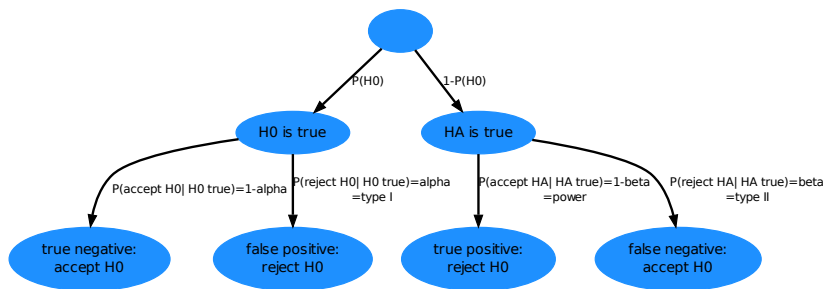 P(H0)
1-P(H0)
H0 is true
HA is true
P(accept H0| H0 true)=1-alpha
P(reject H0| H0 true)=alpha
=type I
P(accept HA| HA true)=1-beta
=power
P(reject HA| HA true)=beta
=type II
true negative:
accept H0
false positive:
reject H0
true positive:
reject H0
false negative:
accept H0